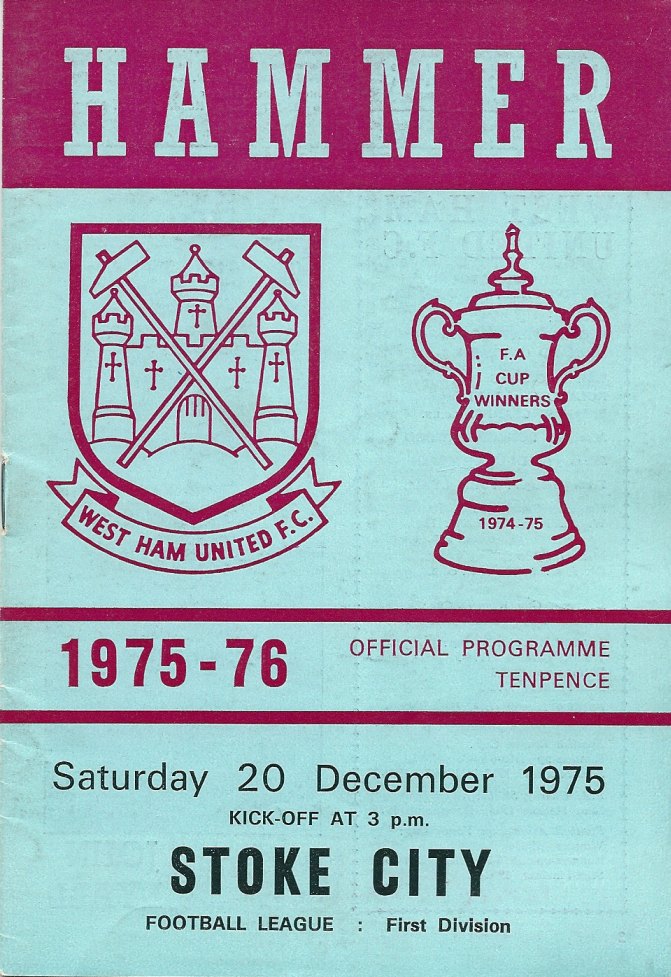 HAMMER
F.A
CUP
WINNERS
1974-75
WEST HAM UNITED F.C.
1975-76
OFFICIAL PROGRAMME
TENPENCE
Saturday 20 December 1975
KICK-OFF AT 3 p.m.
STOKE CITY
FOOTBALL LEAGUE : First Division